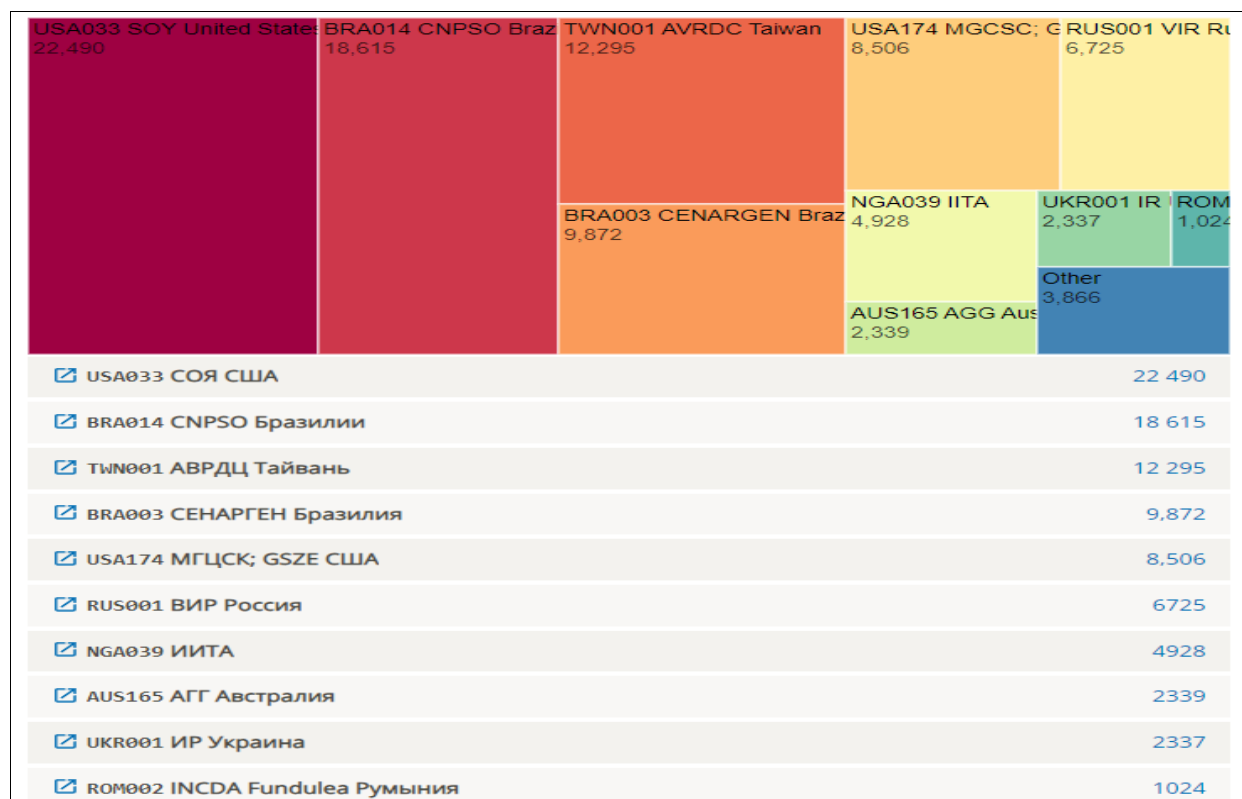 USA033 SOY United States
22,490
BRA014 CNPSO Braz
18,615
TWN001 AVRDC Taiwan
12,295
USA174 MGCSC; G
8,506
RUS001 VIR Ru
6,725
BRA003 CENARGEN Braz
9,872
NGA039 IITA
4,928
UKR001 IR
2,337
ROM
1,024
Other
3,866
AUS165 AGG Aus
2,339
USA033 СОЯ США 22 490
BRA014 CNPSO Бразилии 18 615
TWN001 АВРДЦ Тайвань 12 295
BRA003 СЕНАРГЕН Бразилия 9,872
USA174 МГЦСК; GSZE США 8,506
RUS001 ВИР Россия 6725
NGA039 ИИТА 4928
AUS165 АГГ Австралия 2339
UKR001 ИР Украина 2337
ROM002 INCDA Fundulea Румыния 1024